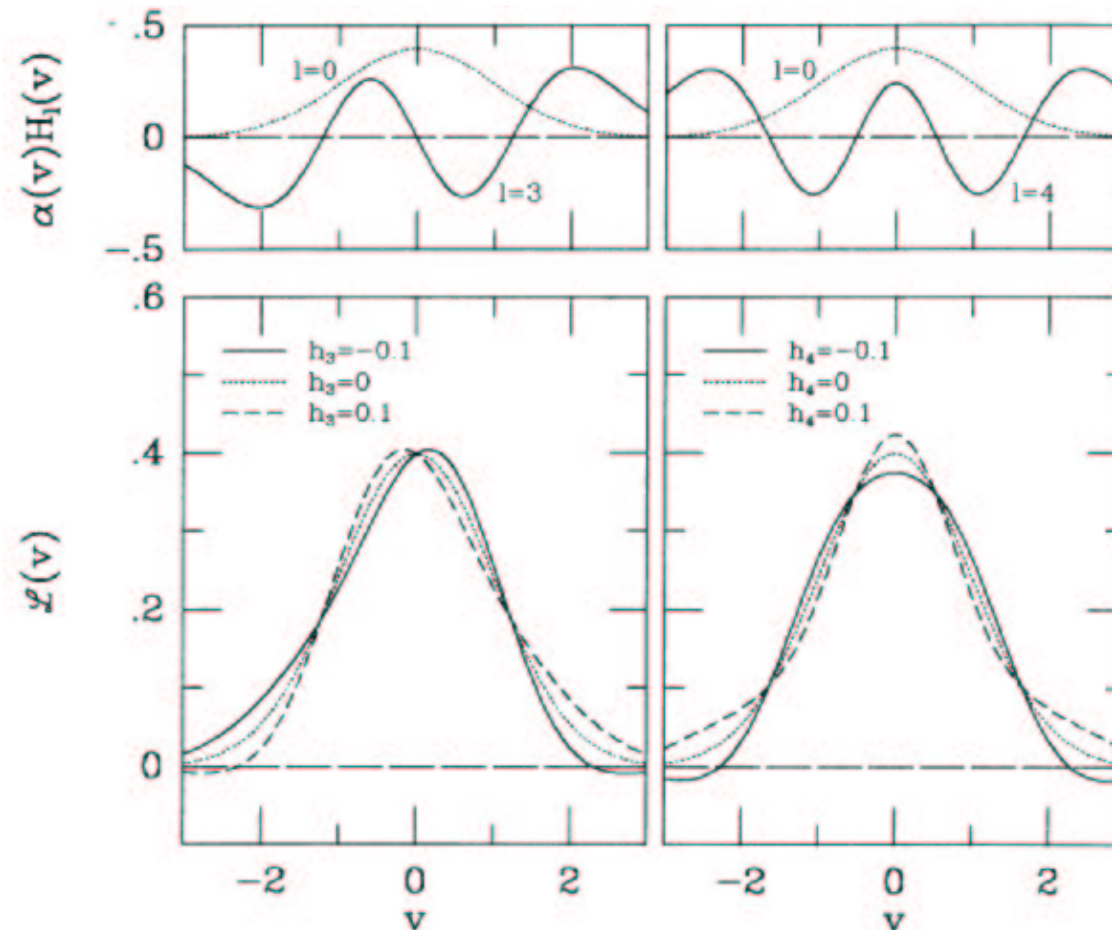 α(v)H_l(v)
.5
0
-.5
l=0
l=3
l=0
l=4
ℒ(v)
.6
.4
.2
0
h₃=-0.1
h₃=0
h₃=0.1
h₄=-0.1
h₄=0
h₄=0.1
-2 0 2
v
-2 0 2
v